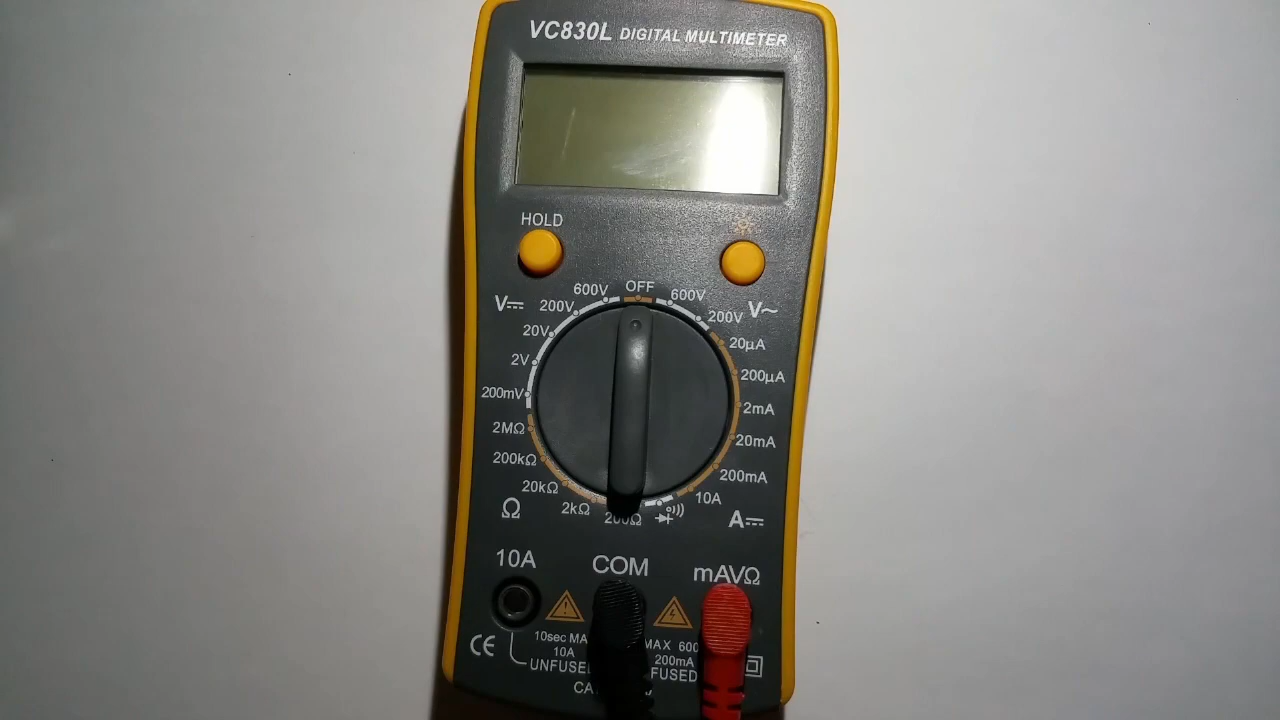 VC830L DIGITAL MULTIMETER
HOLD
V⎓ 600V OFF 600V V~
200V 200V
20V 20μA
2V 200μA
200mV 2mA
2MΩ 20mA
200kΩ 200mA
20kΩ 10A
2kΩ 200Ω
Ω A⎓
10A COM mAVΩ
CE
10sec
10A
UNFUSED
MAX
200mA
FUSED